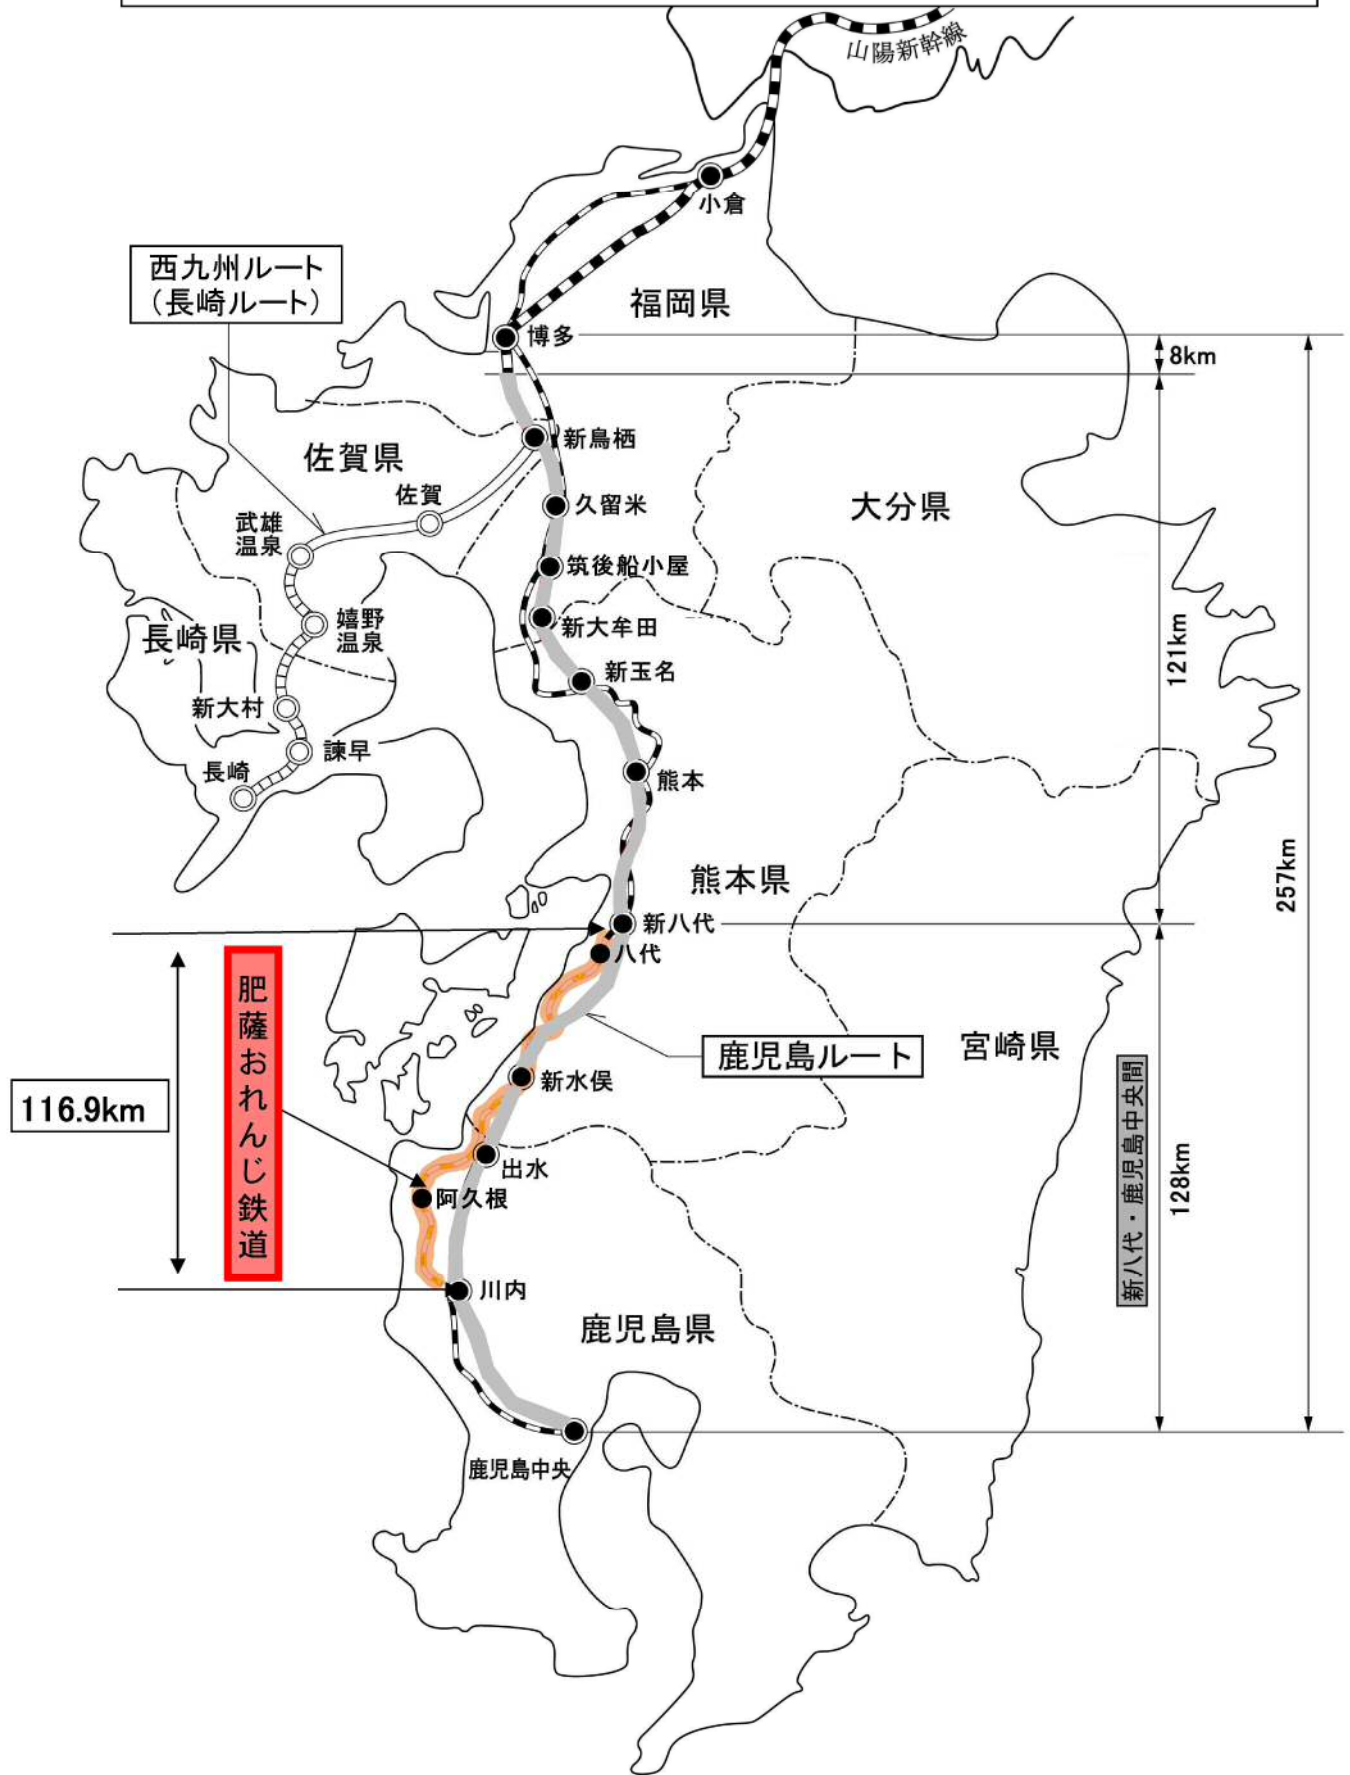 山陽新幹線
小倉
西九州ルート
（長崎ルート）
福岡県
博多
8km
新鳥栖
佐賀県
佐賀
久留米
大分県
武雄
温泉
筑後船小屋
嬉野
温泉
新大牟田
長崎県
121km
新玉名
新大村
諫早
長崎
熊本
熊本県
257km
新八代
八代
肥薩おれんじ鉄道
鹿児島ルート
宮崎県
新水俣
116.9km
新八代・鹿児島中央間
128km
出水
阿久根
川内
鹿児島県
鹿児島中央